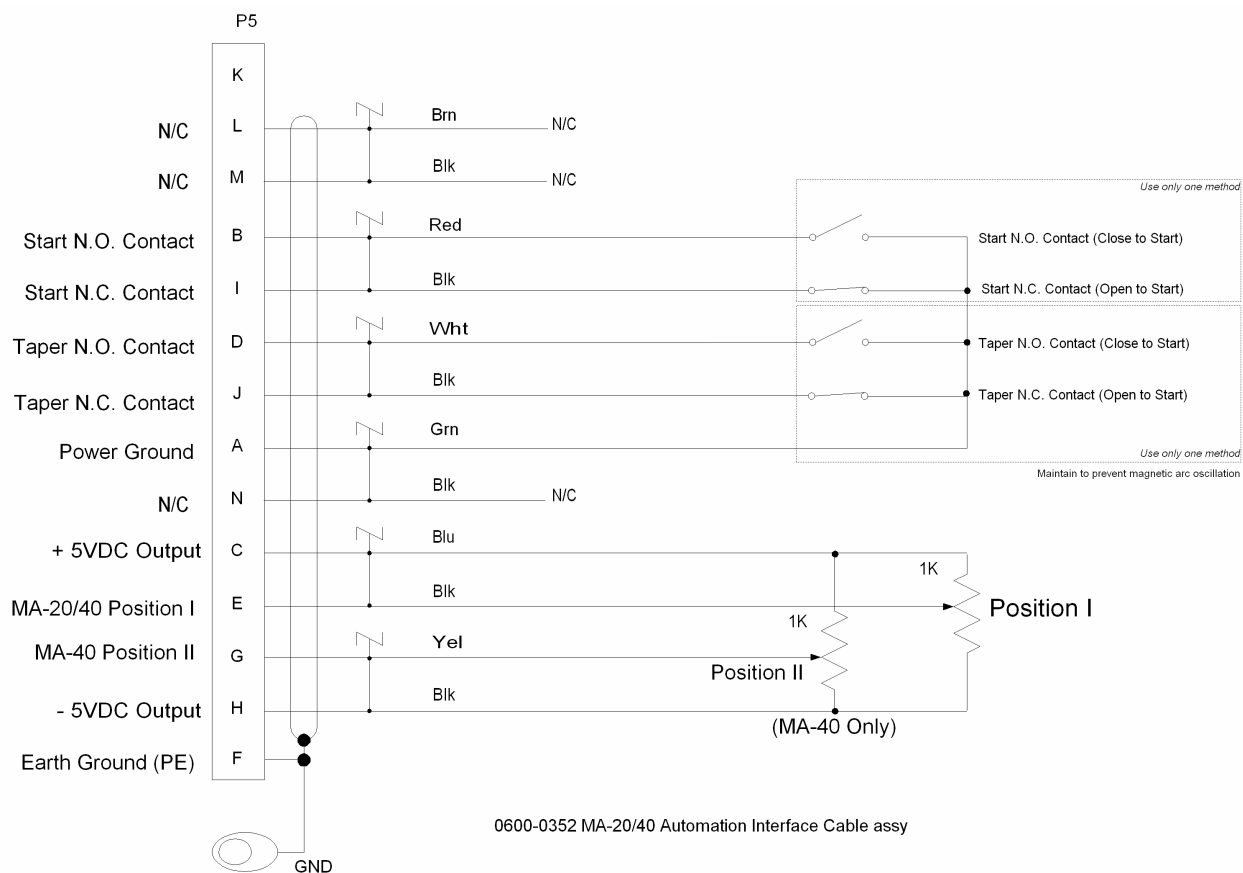 P5
K
N/C L Brn N/C
N/C M Blk N/C
Use only one method
Start N.O. Contact B Red Start N.O. Contact (Close to Start)
Start N.C. Contact I Blk Start N.C. Contact (Open to Start)
Taper N.O. Contact D Wht Taper N.O. Contact (Close to Start)
Taper N.C. Contact J Blk Taper N.C. Contact (Open to Start)
Power Ground A Grn
Use only one method
Maintain to prevent magnetic arc oscillation
N/C N Blk N/C
+ 5VDC Output C Blu
1K
MA-20/40 Position I E Blk Position I
1K
MA-40 Position II G Yel
Position II
- 5VDC Output H Blk
(MA-40 Only)
Earth Ground (PE) F
0600-0352 MA-20/40 Automation Interface Cable assy
GND